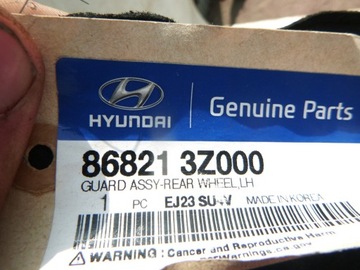 HYUNDAI
Genuine Parts
86821 3Z000
GUARD ASSY-REAR WHEEL,LH
1 PC EJ23 MADE IN KOREA
WARNING : Cancer and Reproductive Harm